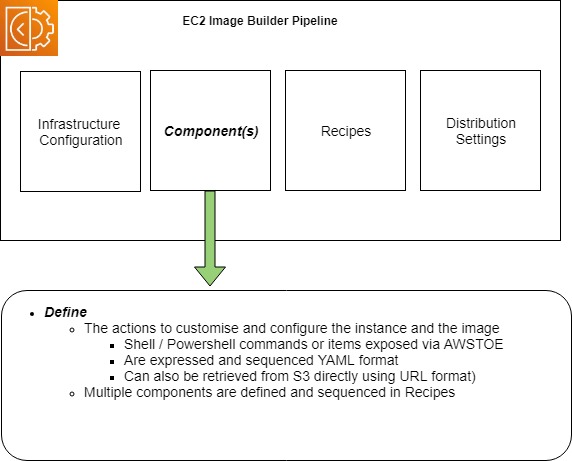 EC2 Image Builder Pipeline
Infrastructure
Configuration
Component(s)
Recipes
Distribution
Settings
Define
The actions to customise and configure the instance and the image
Shell / Powershell commands or items exposed via AWSTOE
Are expressed and sequenced YAML format
Can also be retrieved from S3 directly using URL format)
Multiple components are defined and sequenced in Recipes